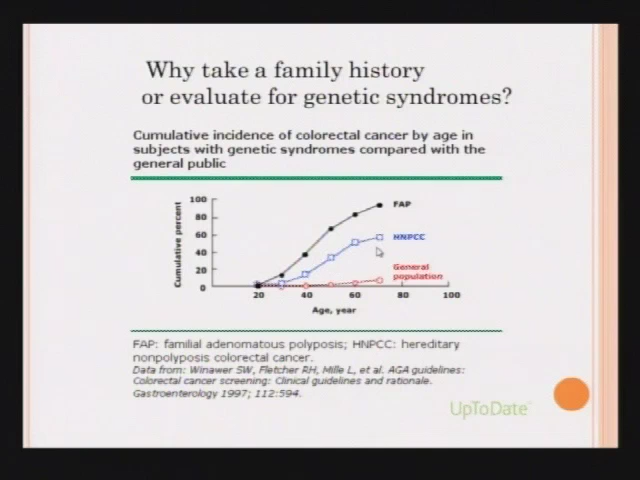 Why take a family history
or evaluate for genetic syndromes?
Cumulative incidence of colorectal cancer by age in
subjects with genetic syndromes compared with the
general public
100
80
60
40
20
0
Cumulative percent
FAP
HNPCC
General
population
20
40
60
80
100
Age, year
FAP: familial adenomatous polyposis; HNPCC: hereditary
nonpolyposis colorectal cancer.
Data from: Winawer SW, Fletcher RH, Mille L, et al. AGA guidelines:
Colorectal cancer screening: Clinical guidelines and rationale.
Gastroenterology 1997; 112:594.
UpToDate